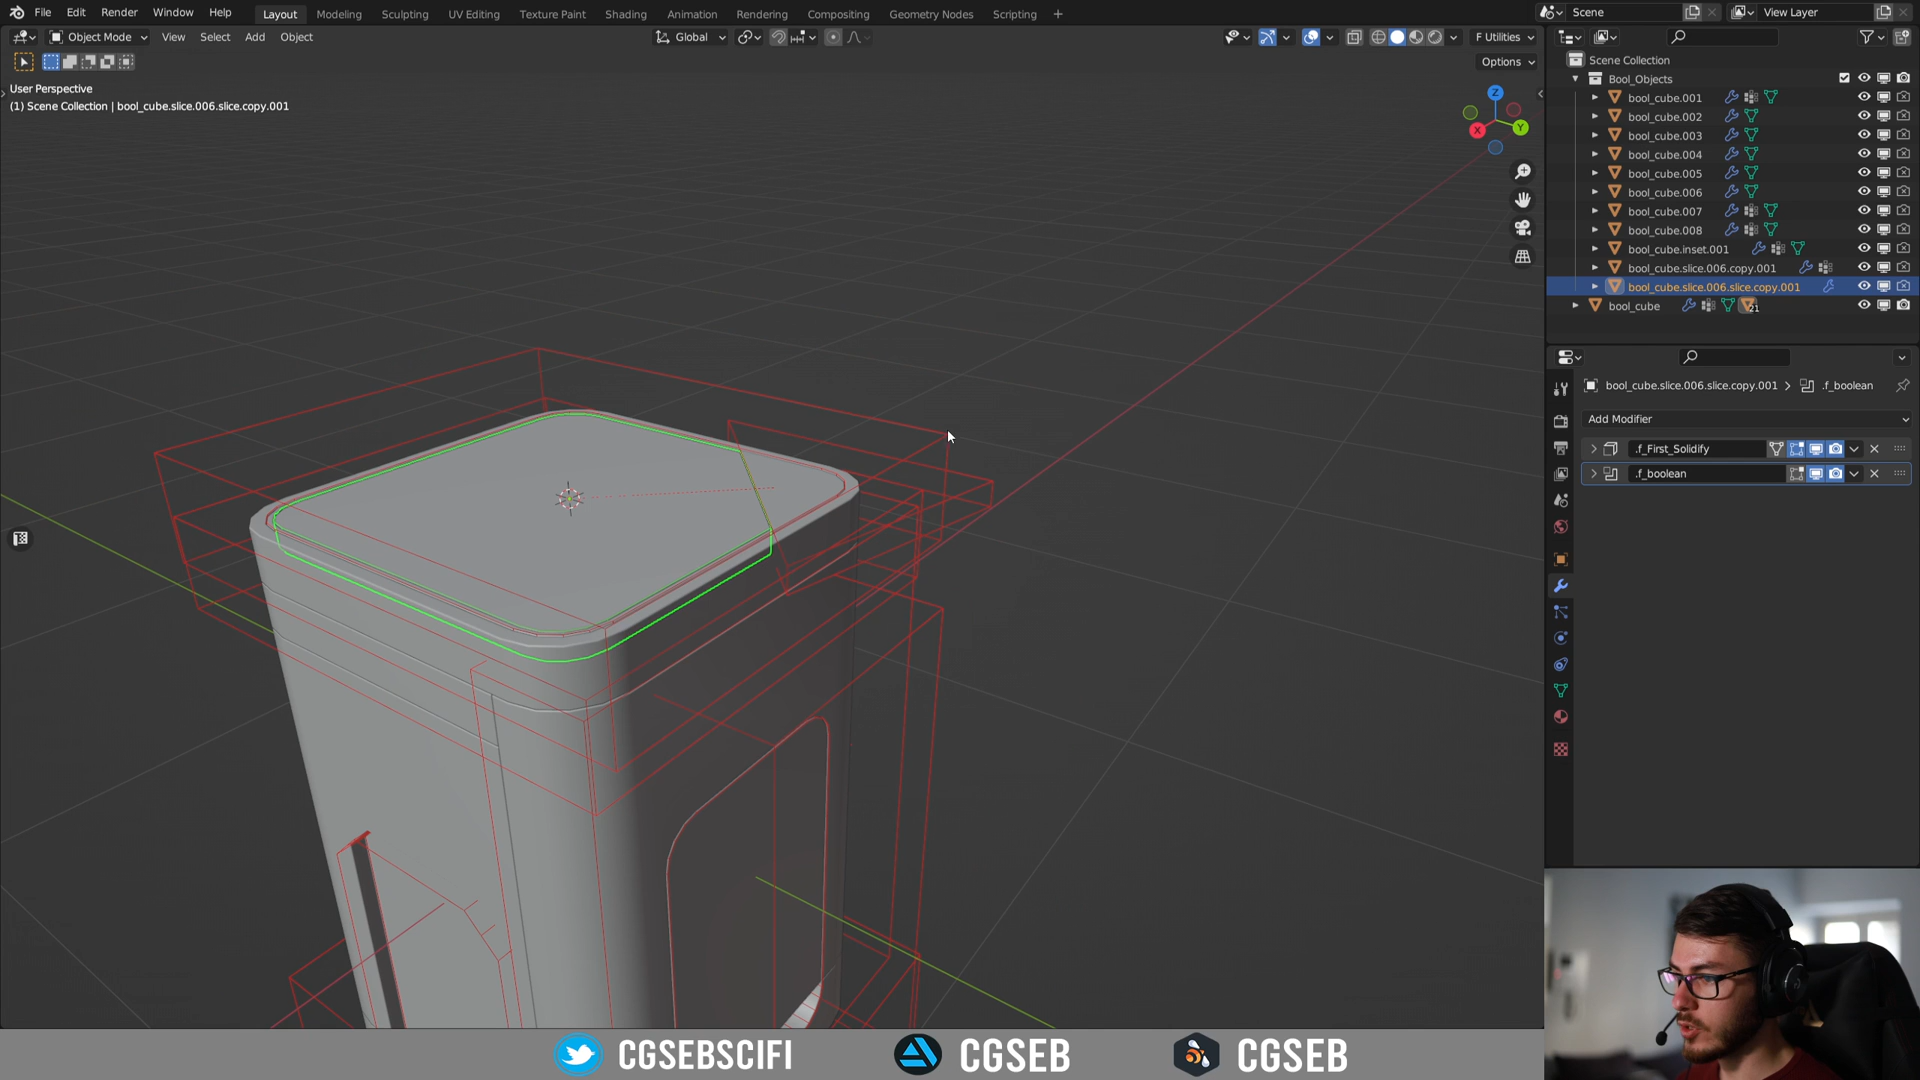 File Edit Render Window Help Layout Modeling Sculpting UV Editing Texture Paint Shading Animation Rendering Compositing Geometry Nodes Scripting + Scene View Layer
Object Mode View Select Add Object Global F Utilities
Options
User Perspective
(1) Scene Collection | bool_cube.slice.006.slice.copy.001
Z
X
Y
Scene Collection
Bool_Objects
bool_cube.001
bool_cube.002
bool_cube.003
bool_cube.004
bool_cube.005
bool_cube.006
bool_cube.007
bool_cube.008
bool_cube.inset.001
bool_cube.slice.006.copy.001
bool_cube.slice.006.slice.copy.001
bool_cube 21
bool_cube.slice.006.slice.copy.001 > .f_boolean
Add Modifier
.f_First_Solidify
.f_boolean
CGSEBSCIFI CGSEB CGSEB